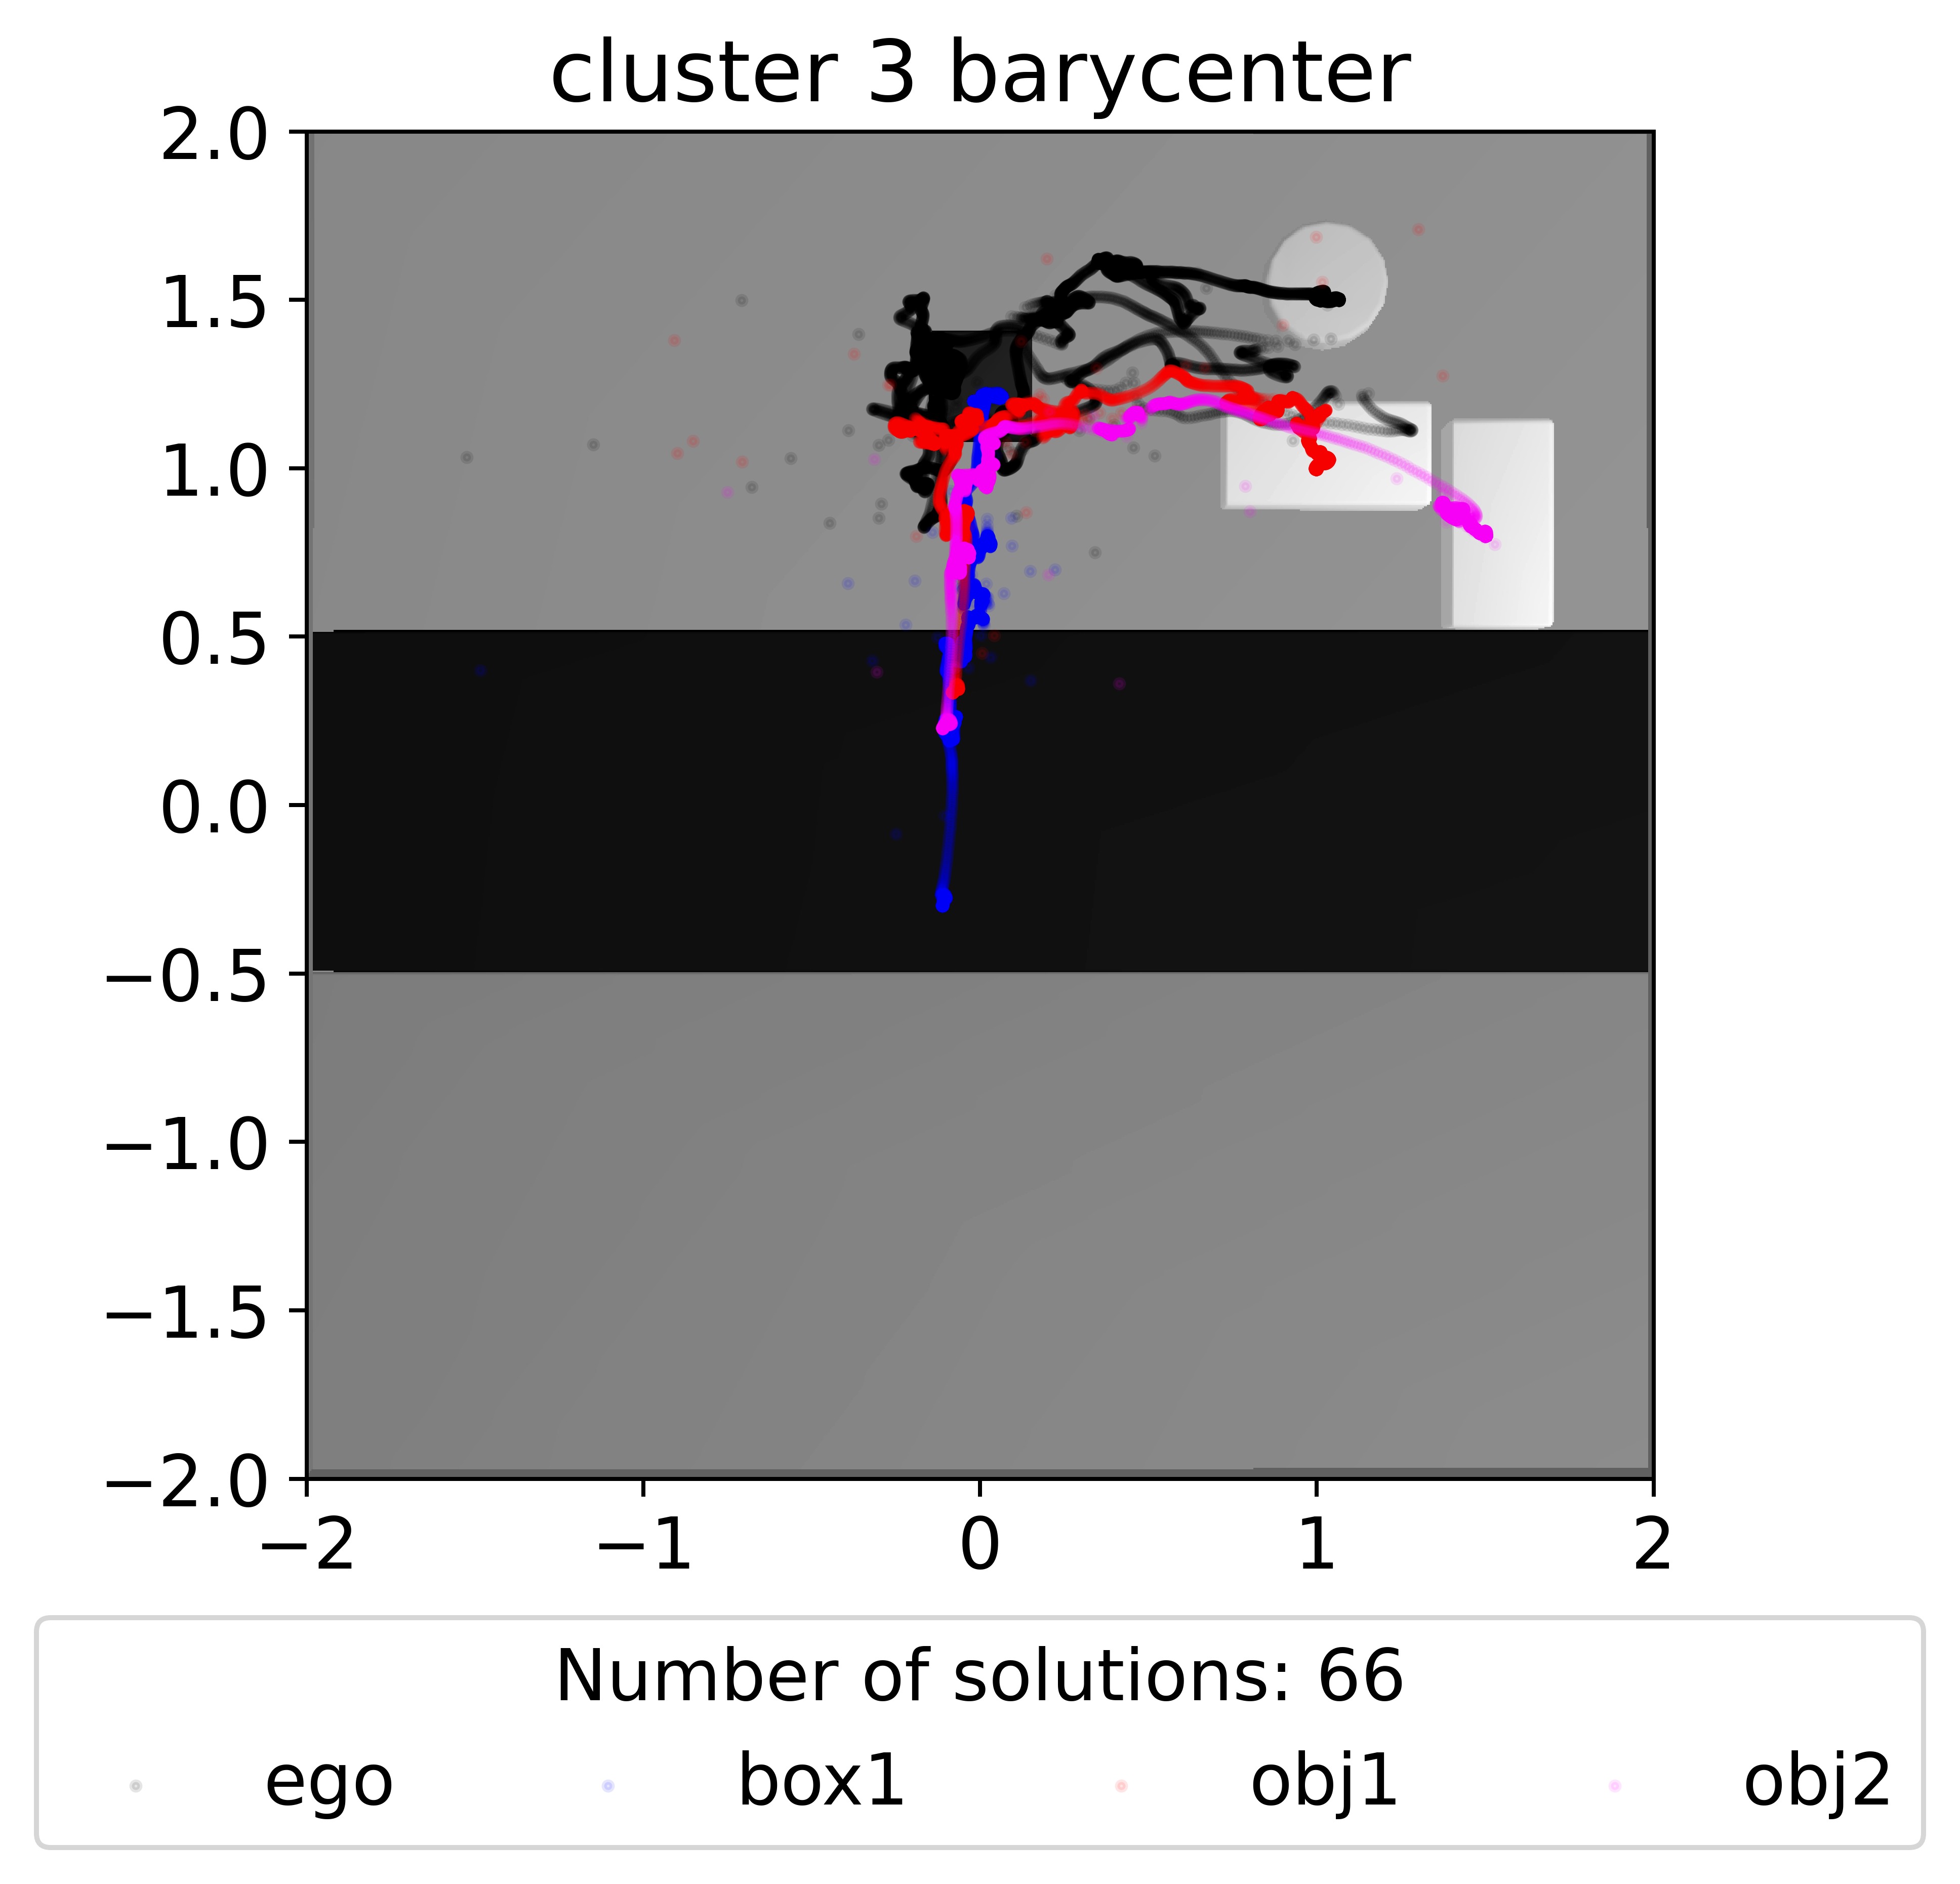 cluster 3 barycenter
2.0
1.5
1.0
0.5
0.0
−0.5
−1.0
−1.5
−2.0
−2 −1 0 1 2
Number of solutions: 66
ego box1 obj1 obj2